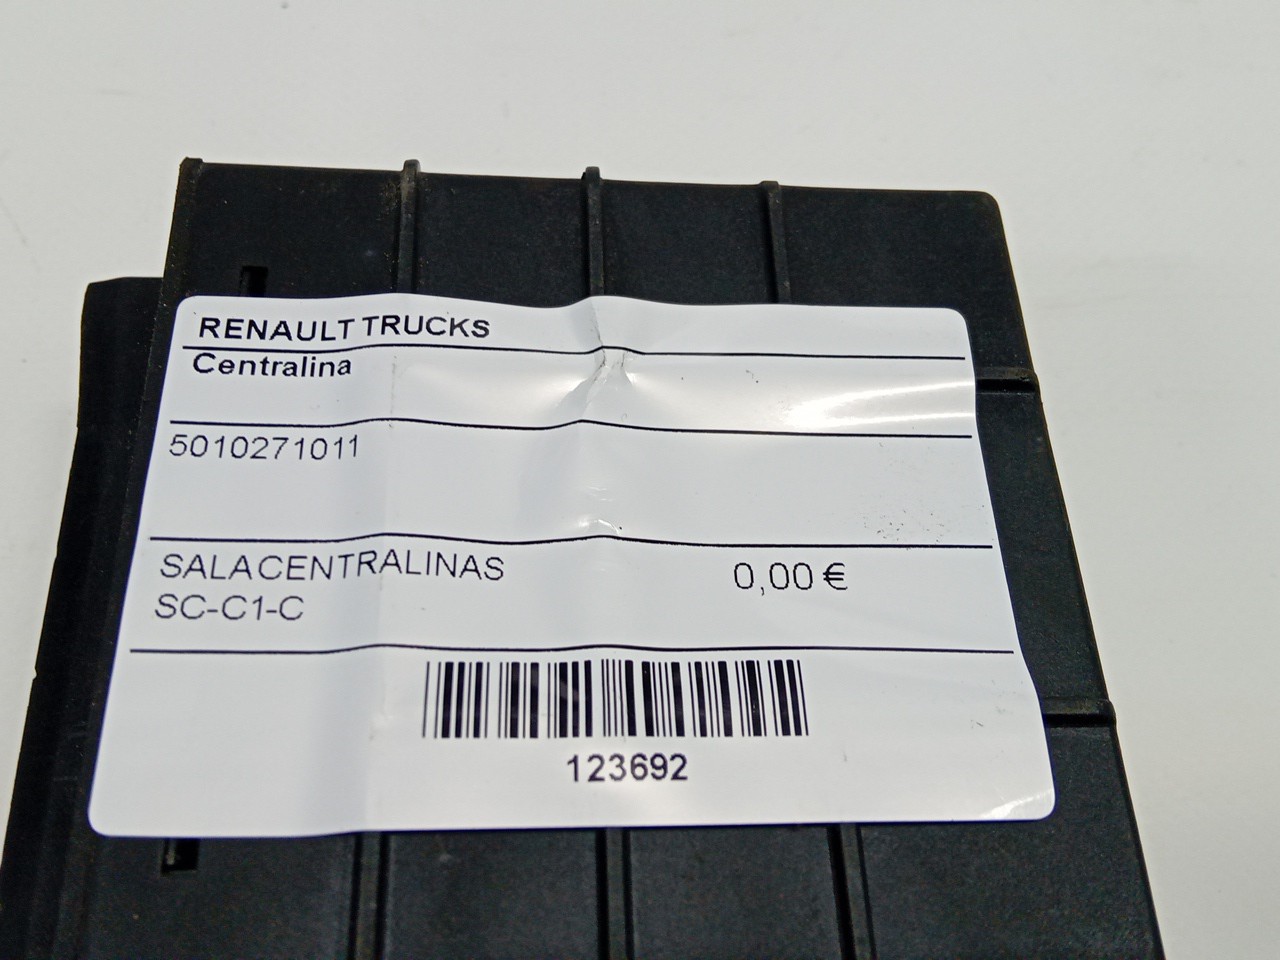 RENAULT TRUCKS
Centralina
5010271011
SALACENTRALINAS
0,00 €
SC-C1-C
123692